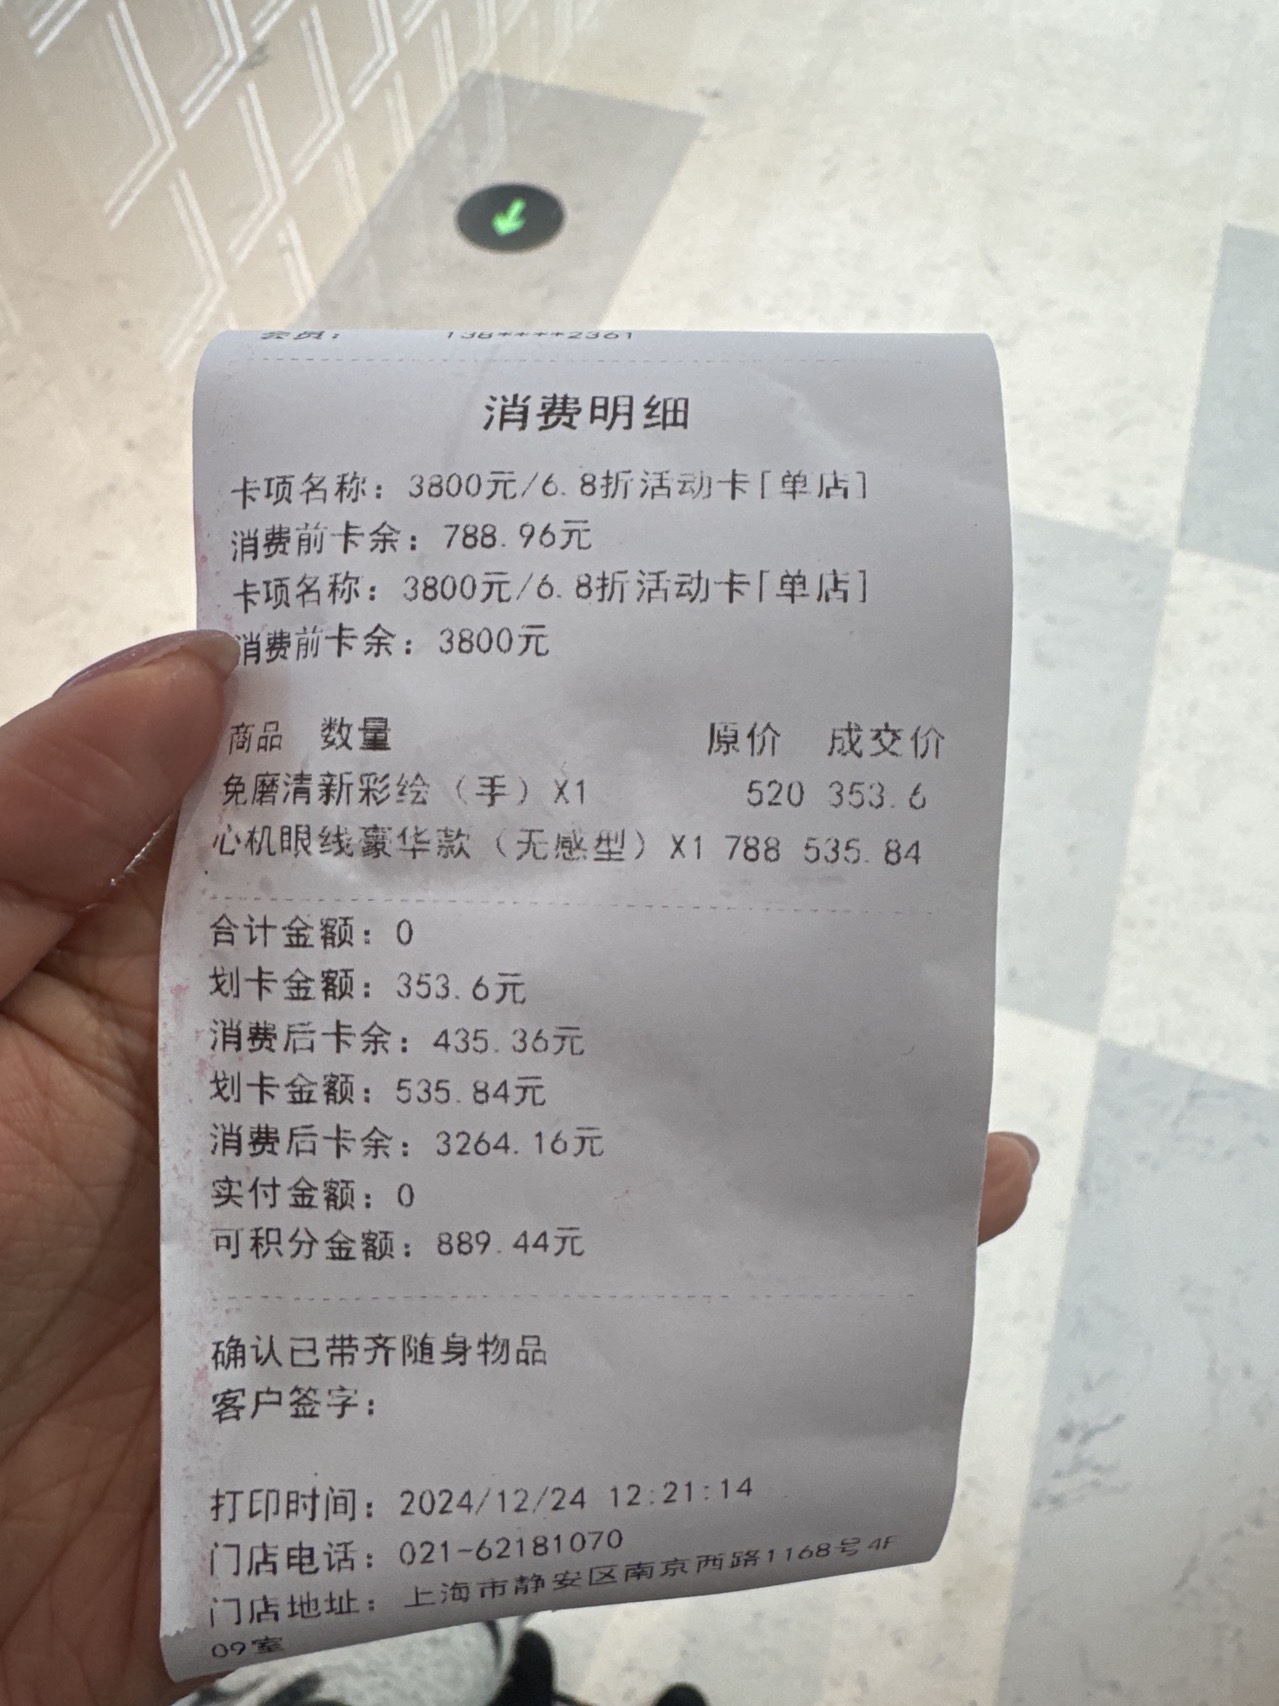 会员： 138****2361
消费明细
卡项名称：3800元/6.8折活动卡[单店]
消费前卡余：788.96元
卡项名称：3800元/6.8折活动卡[单店]
消费前卡余：3800元
商品 数量 原价 成交价
免磨清新彩绘（手）X1 520 353.6
心机眼线豪华款（无感型）X1 788 535.84
合计金额：0
划卡金额：353.6元
消费后卡余：435.36元
划卡金额：535.84元
消费后卡余：3264.16元
实付金额：0
可积分金额：889.44元
确认已带齐随身物品
客户签字：
打印时间：2024/12/24 12:21:14
门店电话：021-62181070
门店地址：上海市静安区南京西路1168号4F
09室